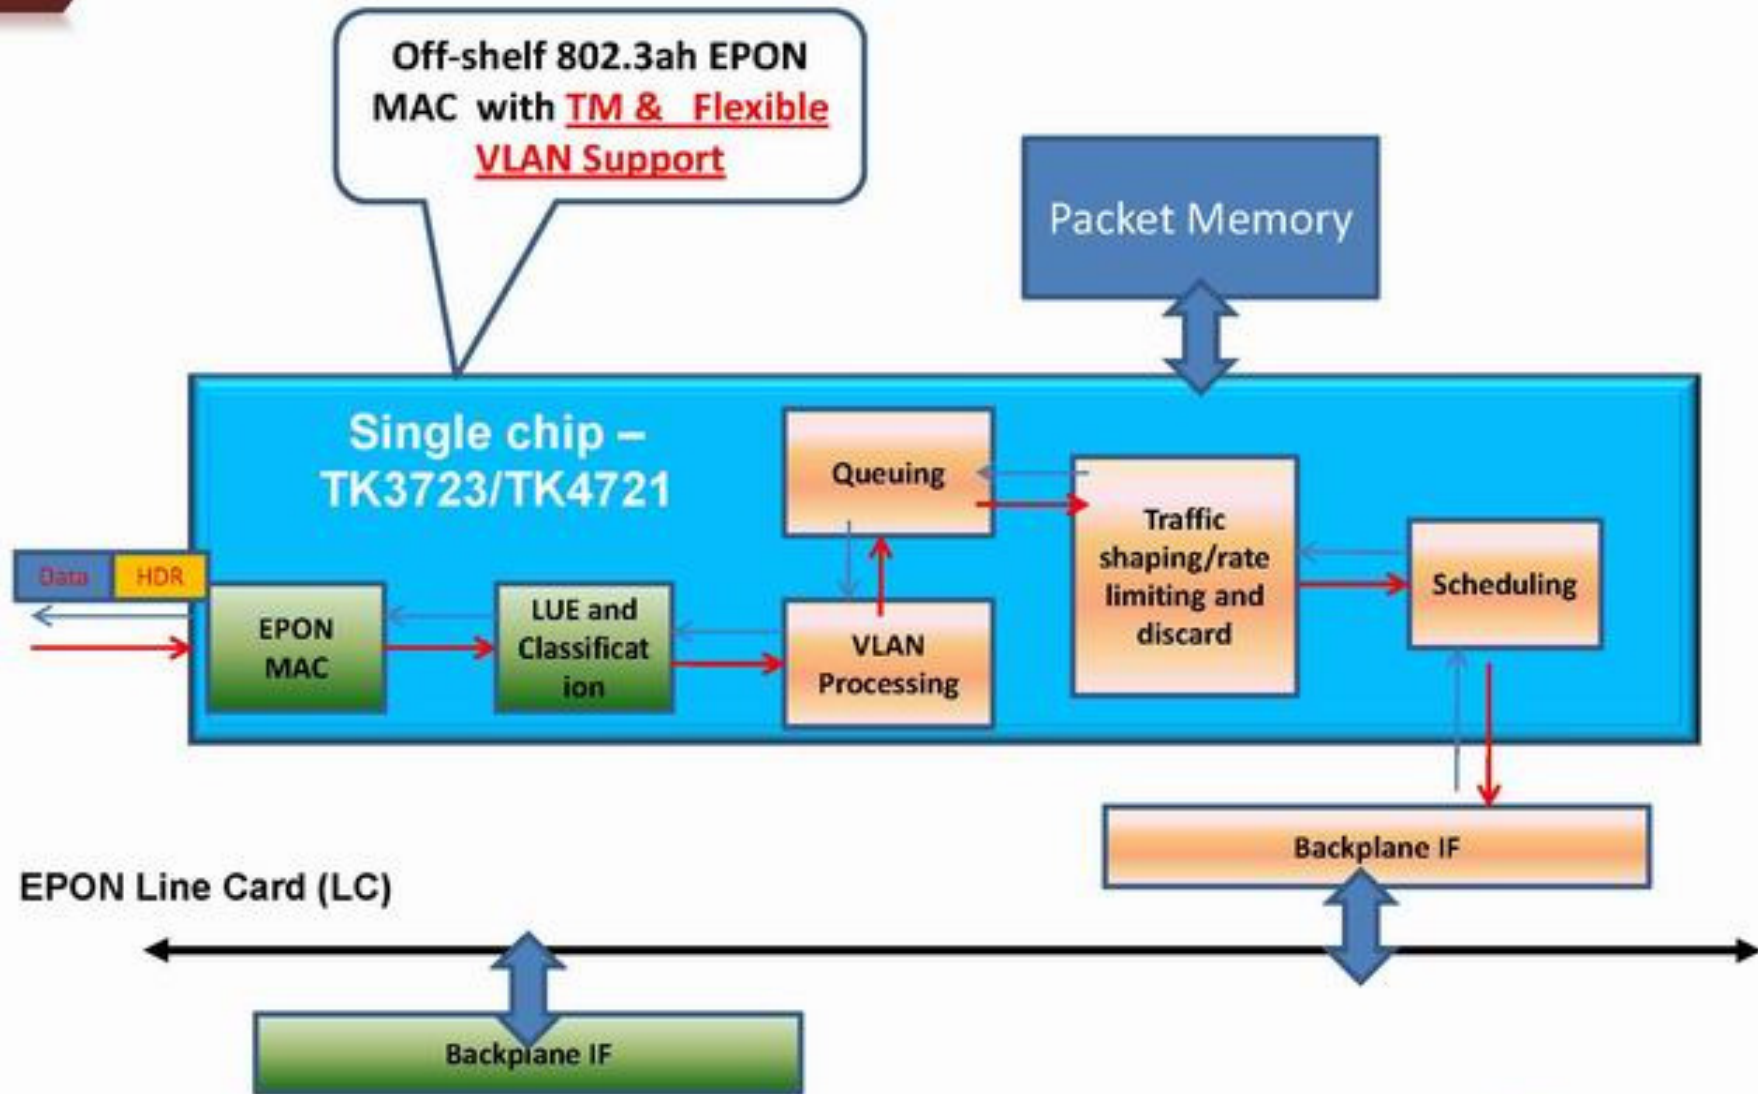 Off-shelf 802.3ah EPON
MAC with TM & Flexible
VLAN Support
Packet Memory
Single chip –
TK3723/TK4721
Queuing
Traffic
shaping/rate
limiting and
discard
Scheduling
Data HDR
EPON
MAC
LUE and
Classificat
ion
VLAN
Processing
Backplane IF
EPON Line Card (LC)
Backplane IF